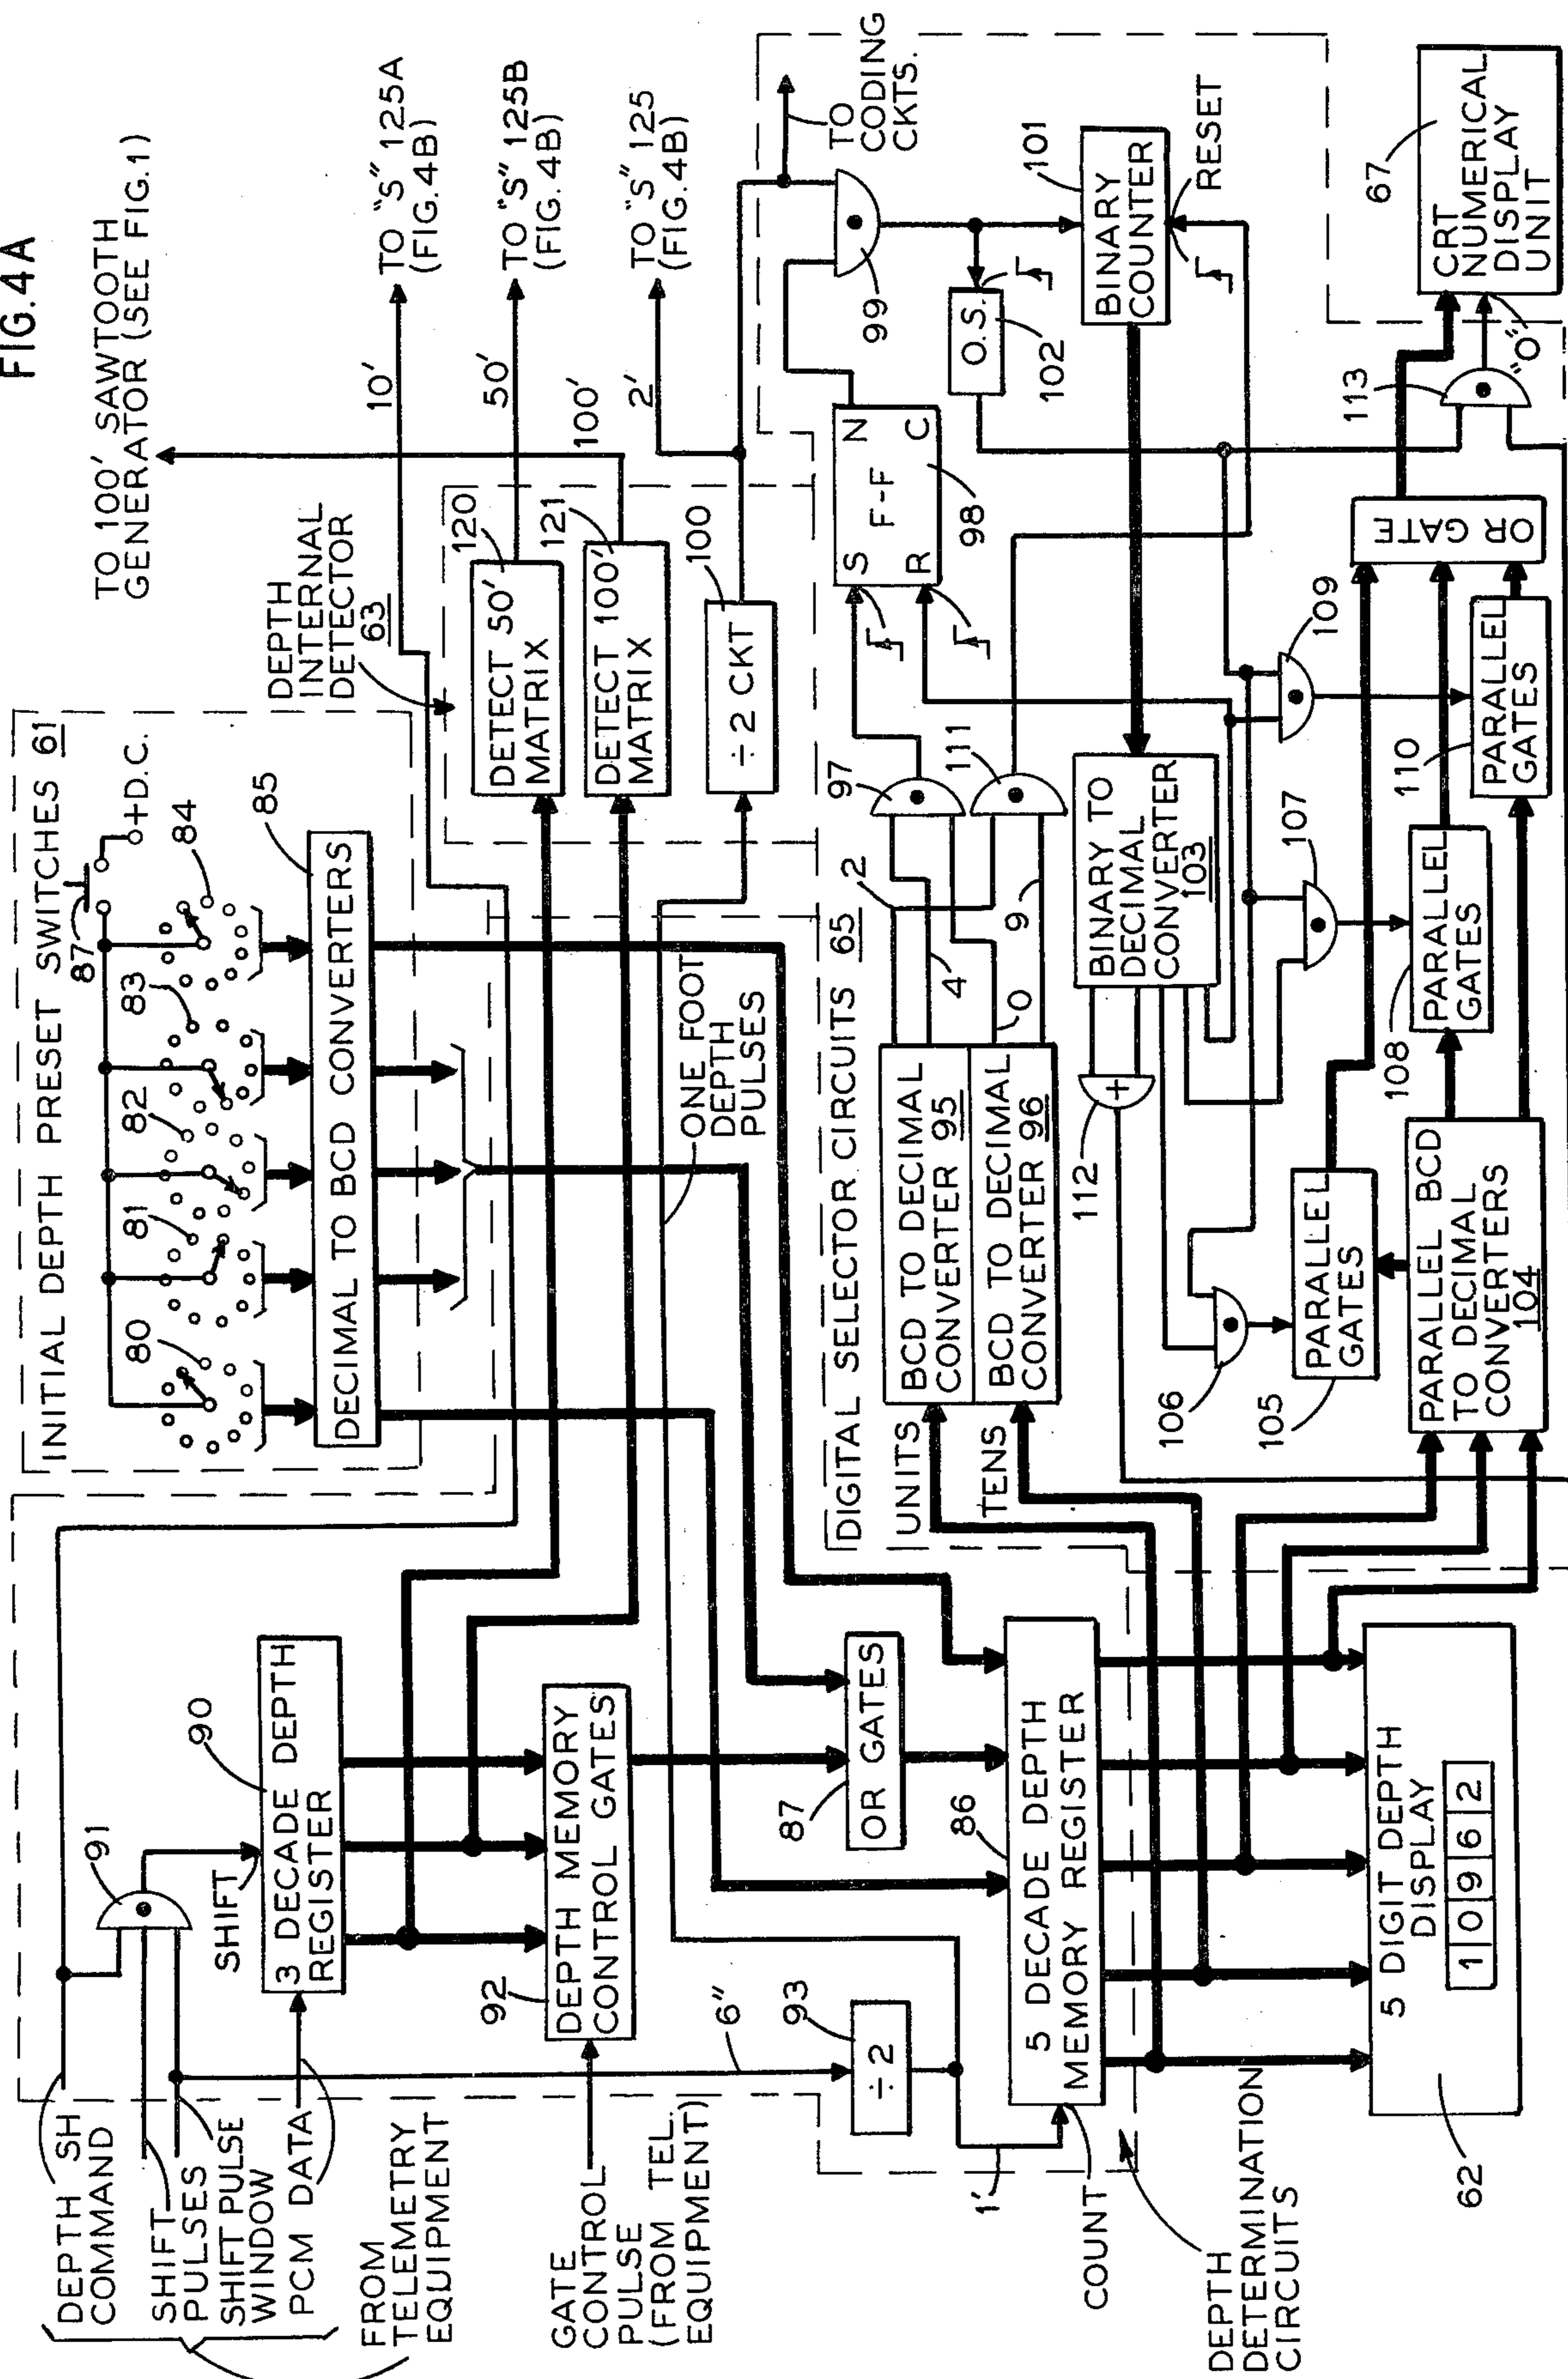 FIG.4A
TO 100' SAWTOOTH
GENERATOR (SEE FIG.1)
10'
TO "S" 125A
(FIG.4B)
50'
TO "S" 125B
(FIG.4B)
100'
2'
TO "S" 125
(FIG.4B)
INITIAL DEPTH PRESET SWITCHES 61
87
+D.C.
80
81
82
83
84
85
DECIMAL TO BCD CONVERTERS
DEPTH
INTERNAL
DETECTOR
63
120
DETECT 50'
MATRIX
121
DETECT 100'
MATRIX
100
÷2 CKT
ONE FOOT
DEPTH
PULSES
DEPTH SH
COMMAND
SHIFT
PULSES
SHIFT PULSE
WINDOW
PCM DATA
FROM
TELEMETRY
EQUIPMENT
91
SHIFT
90
3 DECADE DEPTH
REGISTER
92
DEPTH MEMORY
CONTROL GATES
GATE
CONTROL
PULSE
(FROM TEL.
EQUIPMENT)
6"
93
÷2
87
OR GATES
86
5 DECADE DEPTH
MEMORY REGISTER
1'
COUNT
DEPTH
DETERMINATION
CIRCUITS
5 DIGIT DEPTH
DISPLAY
1 0 9 6 2
62
DIGITAL SELECTOR CIRCUITS 65
UNITS
TENS
BCD TO DECIMAL
CONVERTER 95
BCD TO DECIMAL
CONVERTER 96
2
4
0
9
97
111
S
N
F-F
R
C
98
99
TO
CODING
CKTS.
O.S.
102
101
BINARY
COUNTER
RESET
BINARY TO
DECIMAL
CONVERTER
103
112
106
107
109
105
PARALLEL
GATES
108
PARALLEL
GATES
110
PARALLEL
GATES
PARALLEL BCD
TO DECIMAL
CONVERTERS
104
OR GATE
113
"0"
67
CRT
NUMERICAL
DISPLAY
UNIT